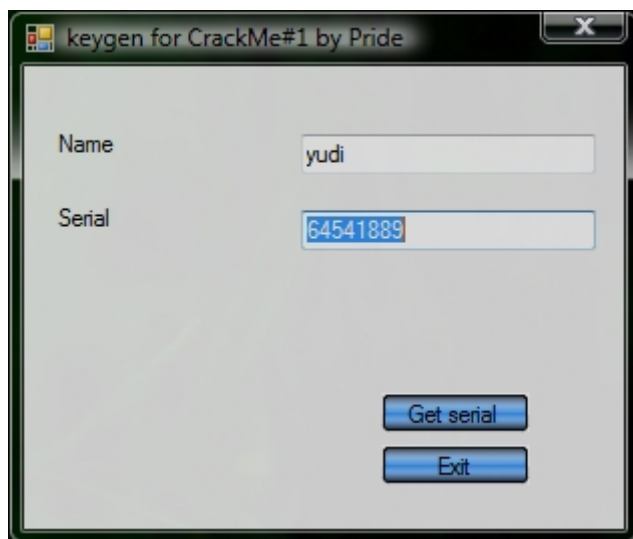 keygen for CrackMe#1 by Pride
Name
yudi
Serial
64541889
Get serial
Exit